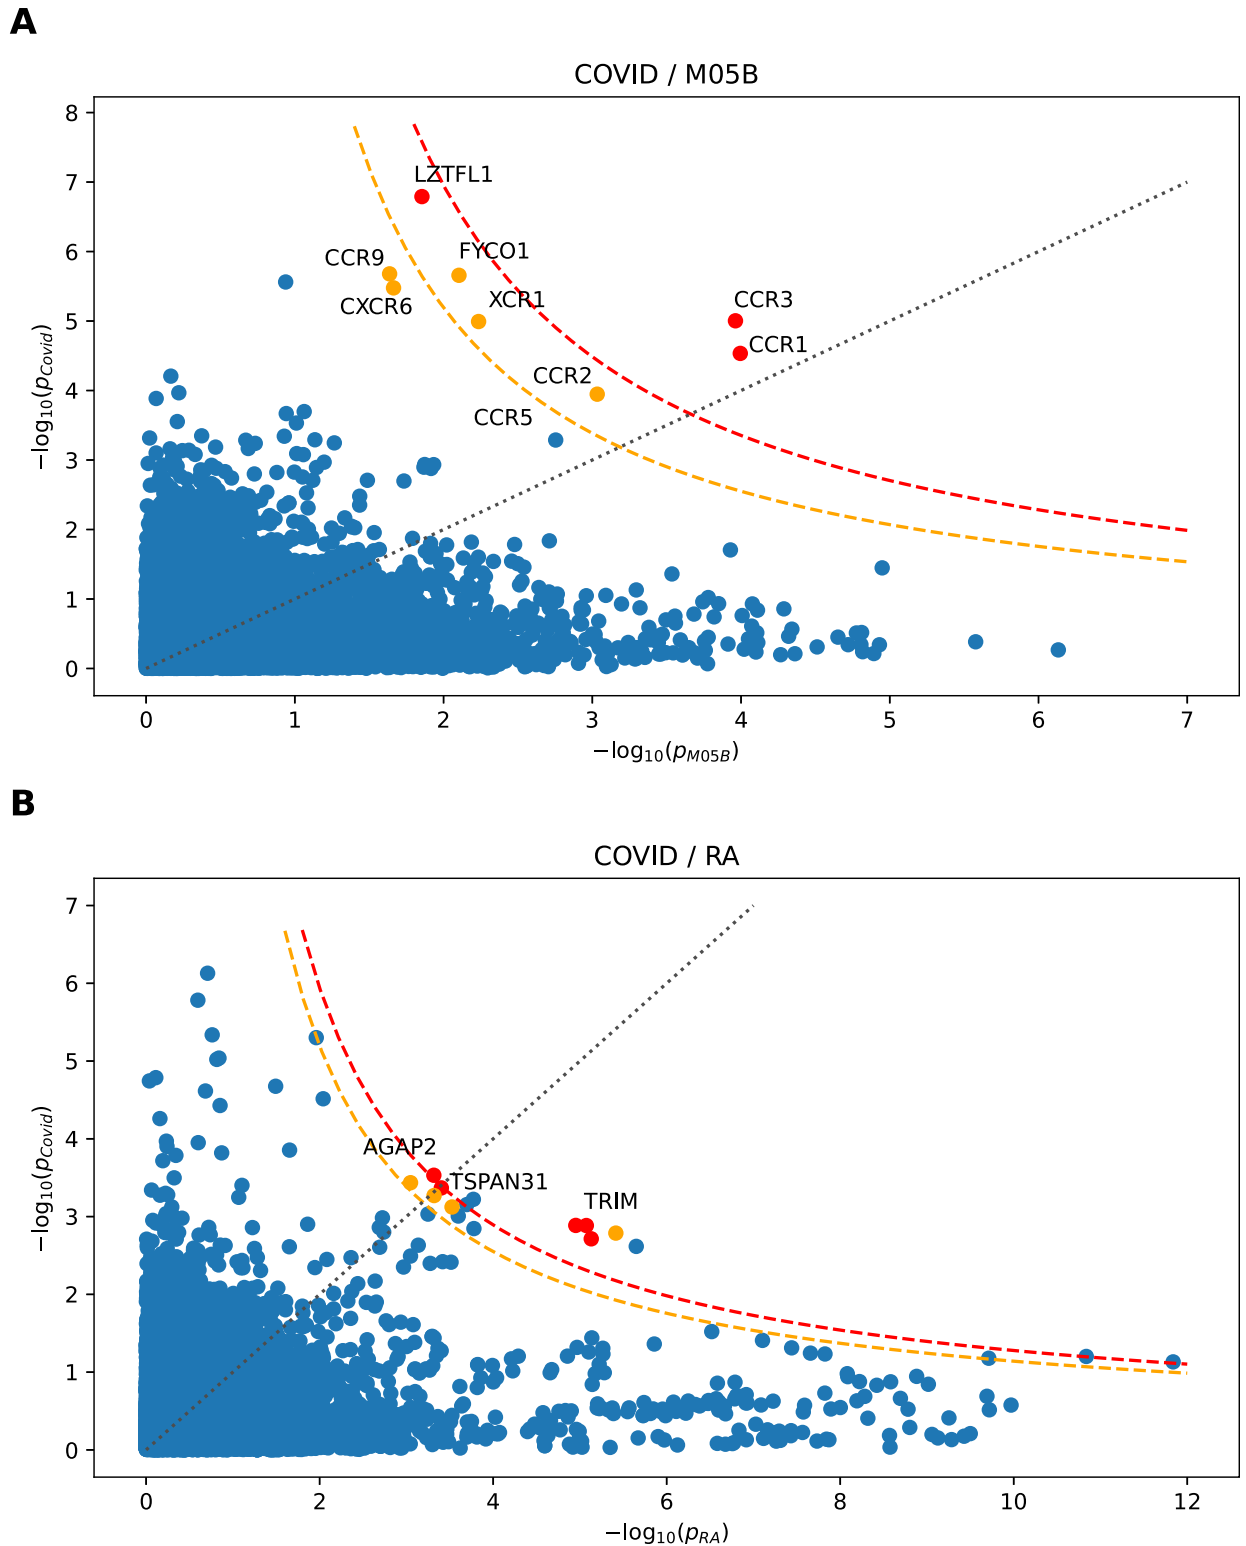 A
COVID / M05B
8
7
6
5
4
3
2
1
0
−log10(pCovid)
LZTFL1
CCR9
FYCO1
CXCR6
XCR1
CCR3
CCR1
CCR2
CCR5
0 1 2 3 4 5 6 7
−log10(pM05B)
B
COVID / RA
7
6
5
4
3
2
1
0
−log10(pCovid)
AGAP2
TSPAN31
TRIM
0 2 4 6 8 10 12
−log10(pRA)